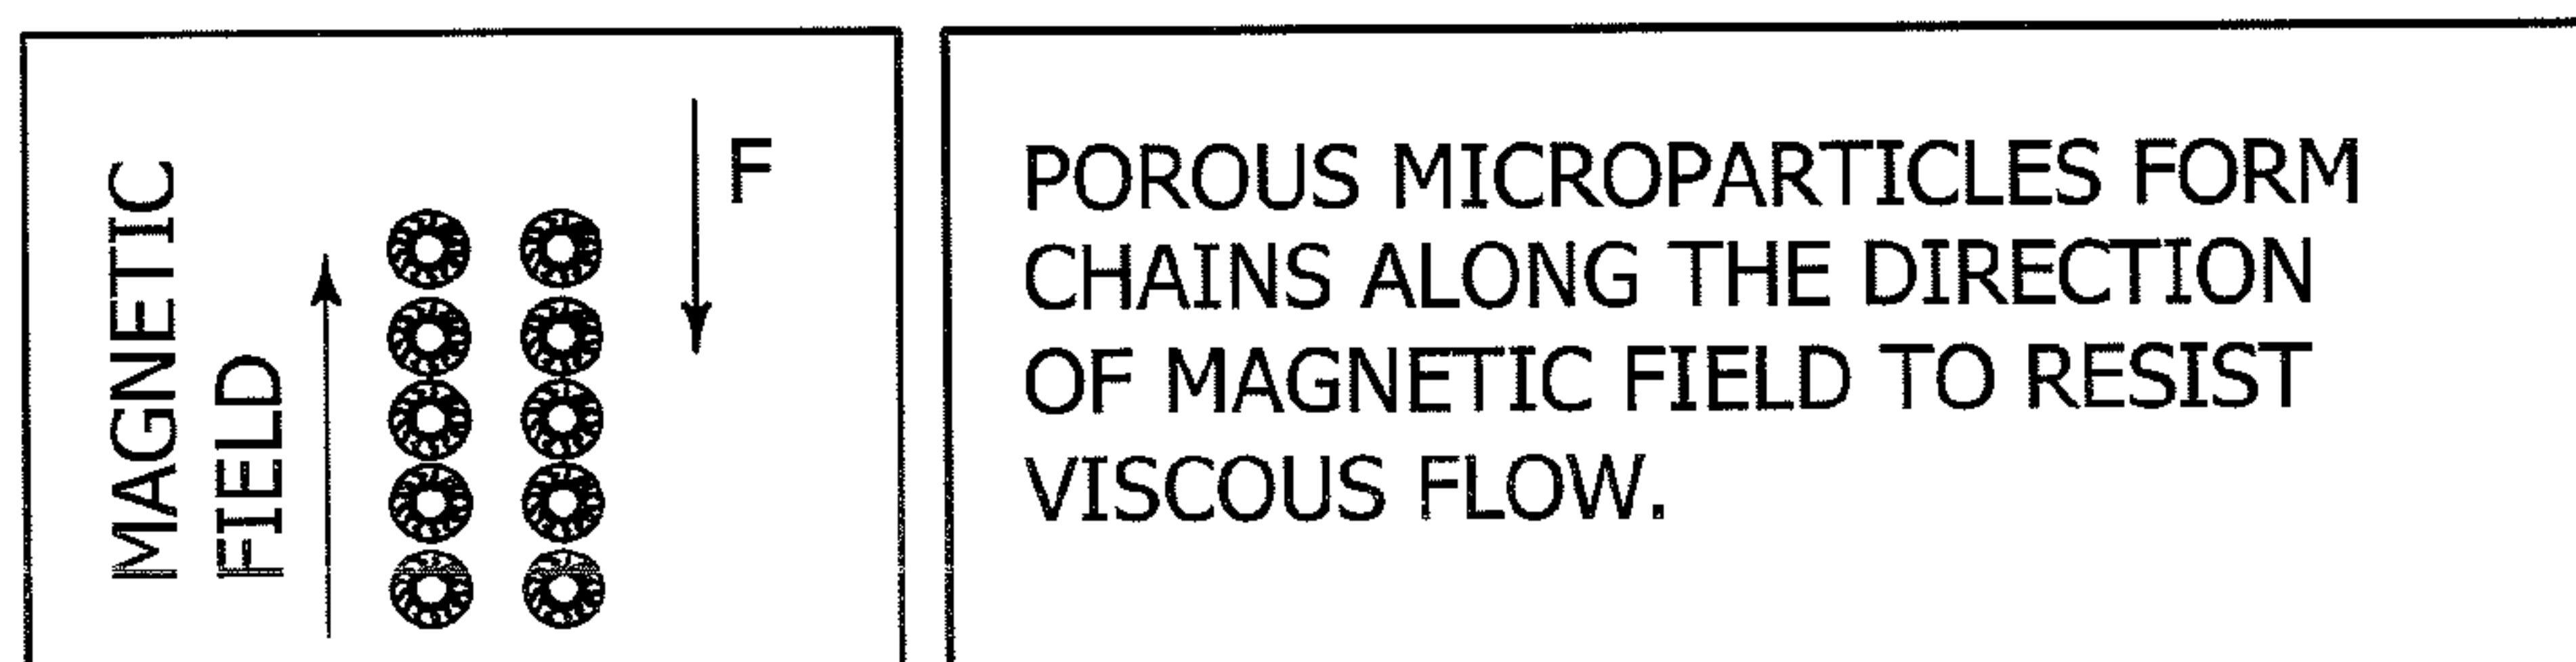 MAGNETIC
FIELD
F
POROUS MICROPARTICLES FORM
CHAINS ALONG THE DIRECTION
OF MAGNETIC FIELD TO RESIST
VISCOUS FLOW.